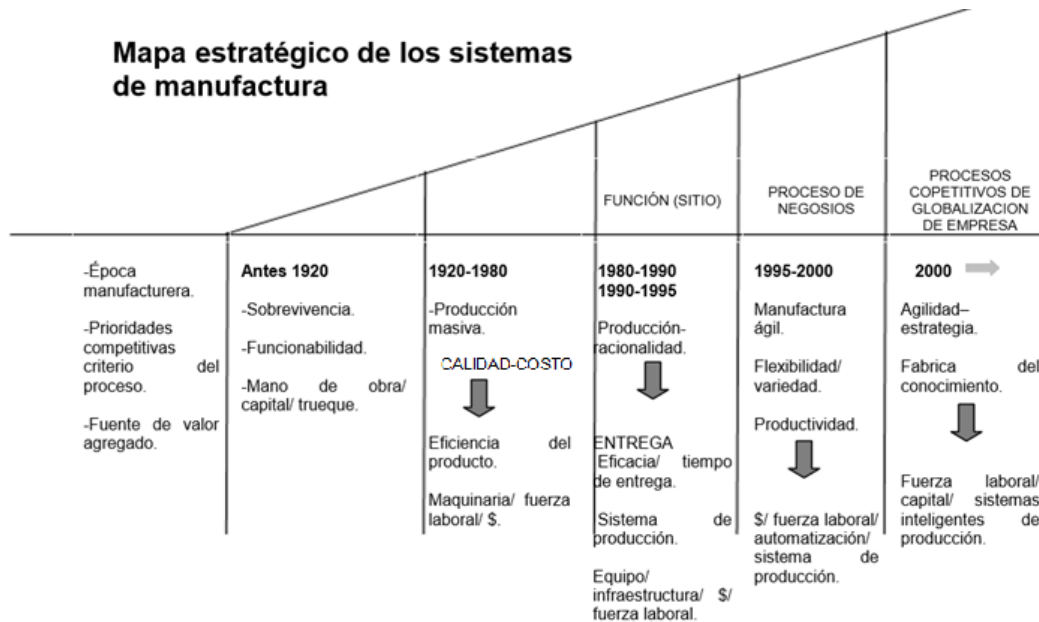 Mapa estratégico de los sistemas
de manufactura
FUNCIÓN (SITIO)
PROCESO DE
NEGOSIOS
PROCESOS
COPETITIVOS DE
GLOBALIZACION
DE EMPRESA
-Época
manufacturera.
-Prioridades
competitivas
criterio del
proceso.
-Fuente de valor
agregado.
Antes 1920
-Sobrevivencia.
-Funcionabilidad.
-Mano de obra/
capital/ trueque.
1920-1980
-Producción
masiva.
CALIDAD-COSTO
Eficiencia del
producto.
Maquinaria/ fuerza
laboral/ $.
1980-1990
1990-1995
Producción-
racionalidad.
ENTREGA
Eficacia/ tiempo
de entrega.
Sistema de
producción.
Equipo/
infraestructura/ $/
fuerza laboral.
1995-2000
Manufactura
ágil.
Flexibilidad/
variedad.
Productividad.
$/ fuerza laboral/
automatización/
sistema de
producción.
2000
Agilidad–
estrategia.
Fabrica del
conocimiento.
Fuerza laboral/
capital/ sistemas
inteligentes de
producción.